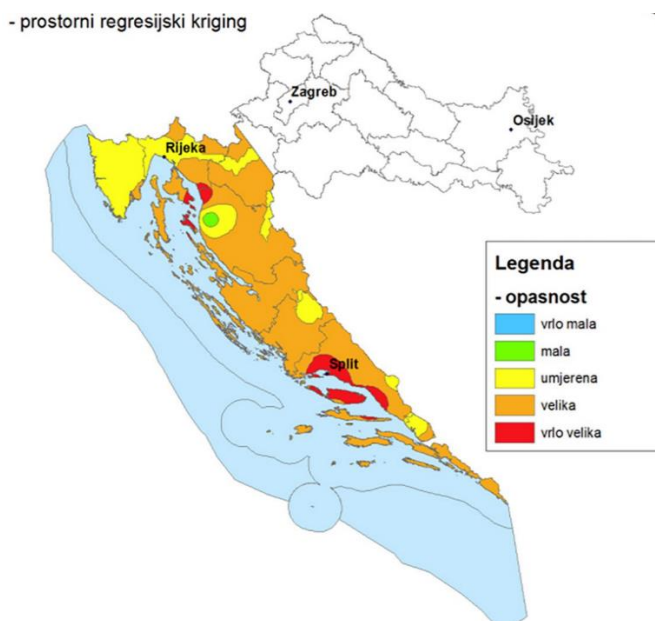 - prostorni regresijski kriging
Zagreb
Osijek
Rijeka
Legenda
- opasnost
vrlo mala
mala
umjerena
velika
vrlo velika
Split